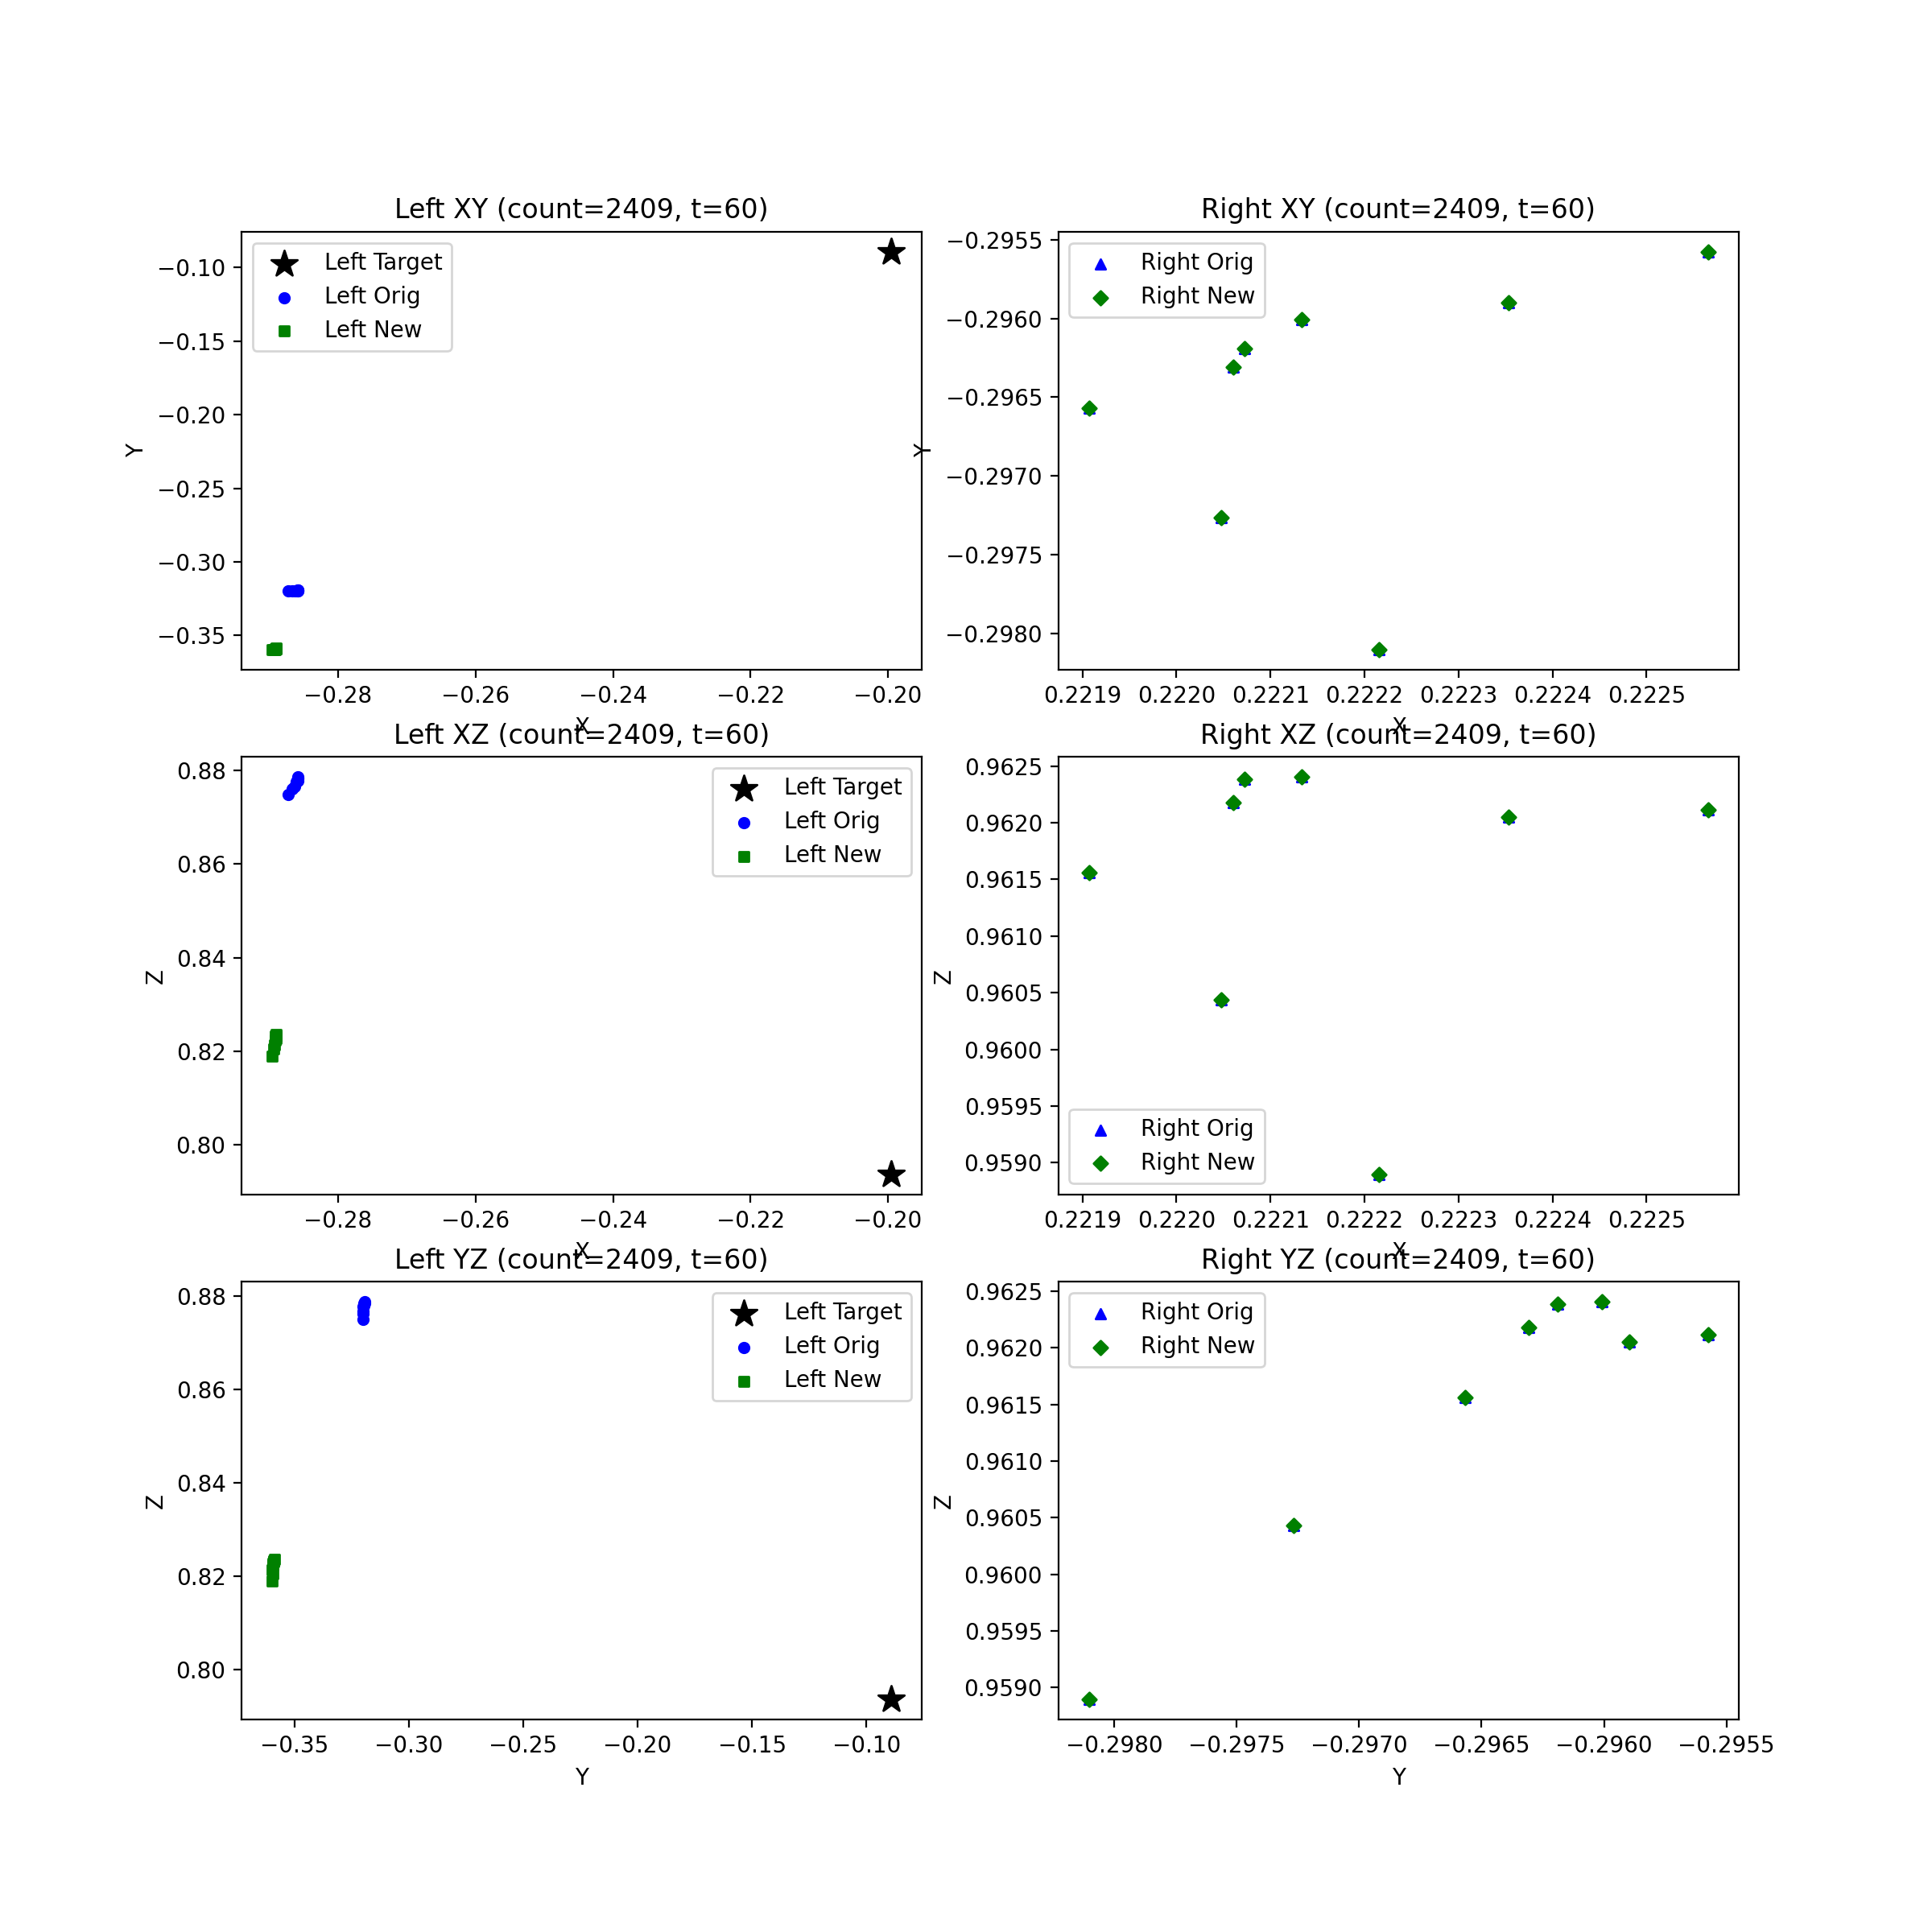 Left XY (count=2409, t=60)
Left Target
Left Orig
Left New
−0.10
−0.15
−0.20
−0.25
−0.30
−0.35
Y
−0.28
−0.26
−0.24
−0.22
−0.20
X
Right XY (count=2409, t=60)
Right Orig
Right New
−0.2955
−0.2960
−0.2965
−0.2970
−0.2975
−0.2980
Y
0.2219
0.2220
0.2221
0.2222
0.2223
0.2224
0.2225
X
Left XZ (count=2409, t=60)
Left Target
Left Orig
Left New
0.88
0.86
0.84
0.82
0.80
Z
−0.28
−0.26
−0.24
−0.22
−0.20
X
Right XZ (count=2409, t=60)
Right Orig
Right New
0.9625
0.9620
0.9615
0.9610
0.9605
0.9600
0.9595
0.9590
Z
0.2219
0.2220
0.2221
0.2222
0.2223
0.2224
0.2225
X
Left YZ (count=2409, t=60)
Left Target
Left Orig
Left New
0.88
0.86
0.84
0.82
0.80
Z
−0.35
−0.30
−0.25
−0.20
−0.15
−0.10
Y
Right YZ (count=2409, t=60)
Right Orig
Right New
0.9625
0.9620
0.9615
0.9610
0.9605
0.9600
0.9595
0.9590
Z
−0.2980
−0.2975
−0.2970
−0.2965
−0.2960
−0.2955
Y